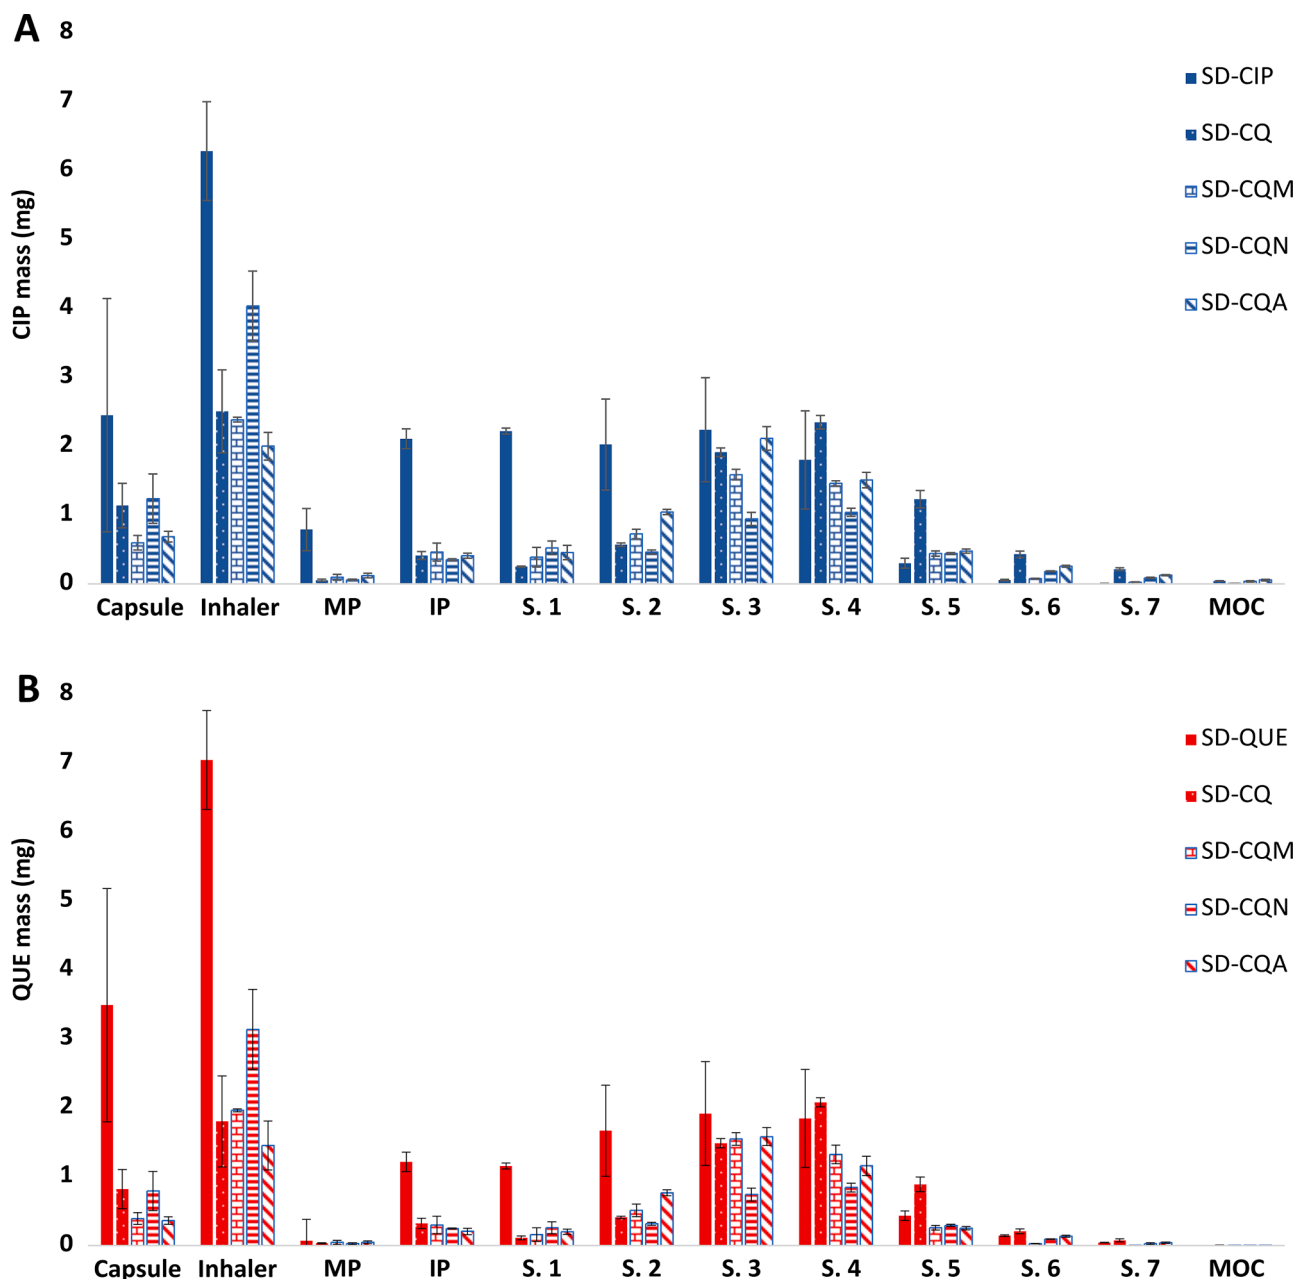 A
8
7
6
5
4
3
2
1
0
CIP mass (mg)
SD-CIP
SD-CQ
SD-CQM
SD-CQN
SD-CQA
Capsule Inhaler MP IP S. 1 S. 2 S. 3 S. 4 S. 5 S. 6 S. 7 MOC
B
8
7
6
5
4
3
2
1
0
QUE mass (mg)
SD-QUE
SD-CQ
SD-CQM
SD-CQN
SD-CQA
Capsule Inhaler MP IP S. 1 S. 2 S. 3 S. 4 S. 5 S. 6 S. 7 MOC